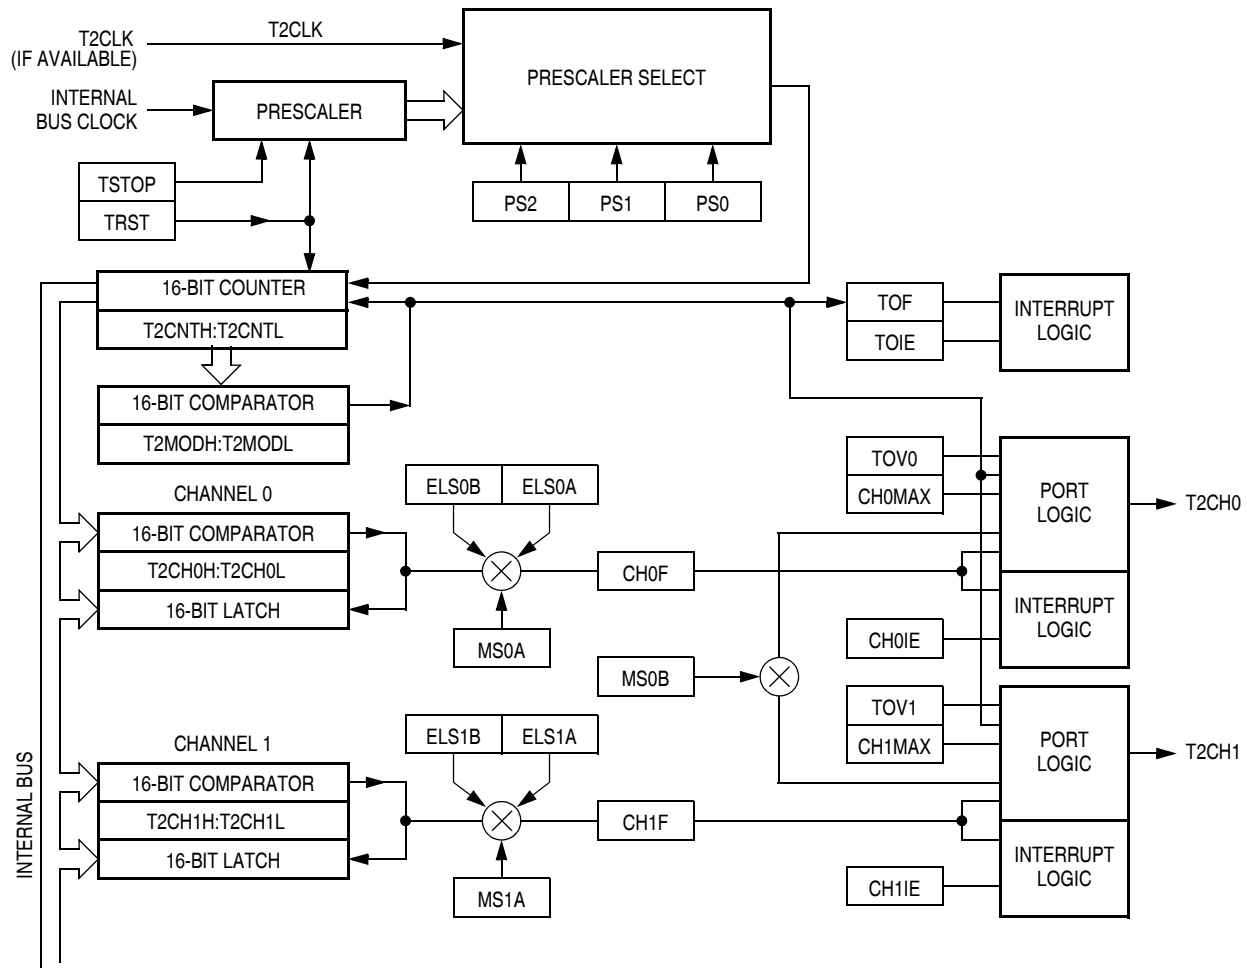 T2CLK
(IF AVAILABLE)
T2CLK
PRESCALER SELECT
INTERNAL
BUS CLOCK
PRESCALER
TSTOP
TRST
PS2
PS1
PS0
16-BIT COUNTER
T2CNTH:T2CNTL
TOF
TOIE
INTERRUPT
LOGIC
16-BIT COMPARATOR
T2MODH:T2MODL
CHANNEL 0
ELS0B
ELS0A
TOV0
CH0MAX
PORT
LOGIC
T2CH0
16-BIT COMPARATOR
T2CH0H:T2CH0L
16-BIT LATCH
CH0F
MS0A
INTERRUPT
LOGIC
CH0IE
MS0B
CHANNEL 1
ELS1B
ELS1A
TOV1
CH1MAX
PORT
LOGIC
T2CH1
16-BIT COMPARATOR
T2CH1H:T2CH1L
16-BIT LATCH
CH1F
MS1A
INTERRUPT
LOGIC
CH1IE
INTERNAL BUS